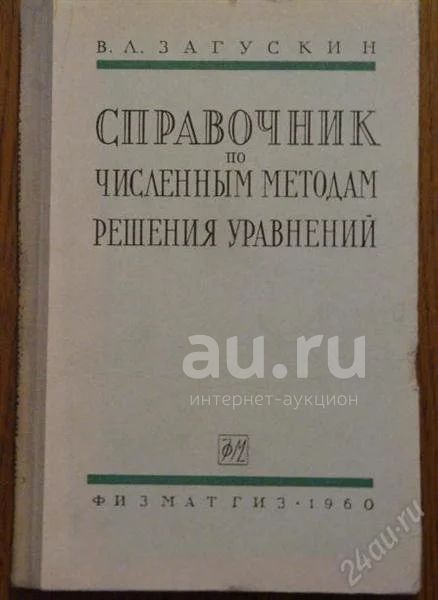 В. Л. ЗАГУСКИН
СПРАВОЧНИК
ПО
ЧИСЛЕННЫМ МЕТОДАМ
РЕШЕНИЯ УРАВНЕНИЙ
au.ru
интернет-аукцион
ФМ
ФИЗМАТГИЗ · 1960
24au.ru